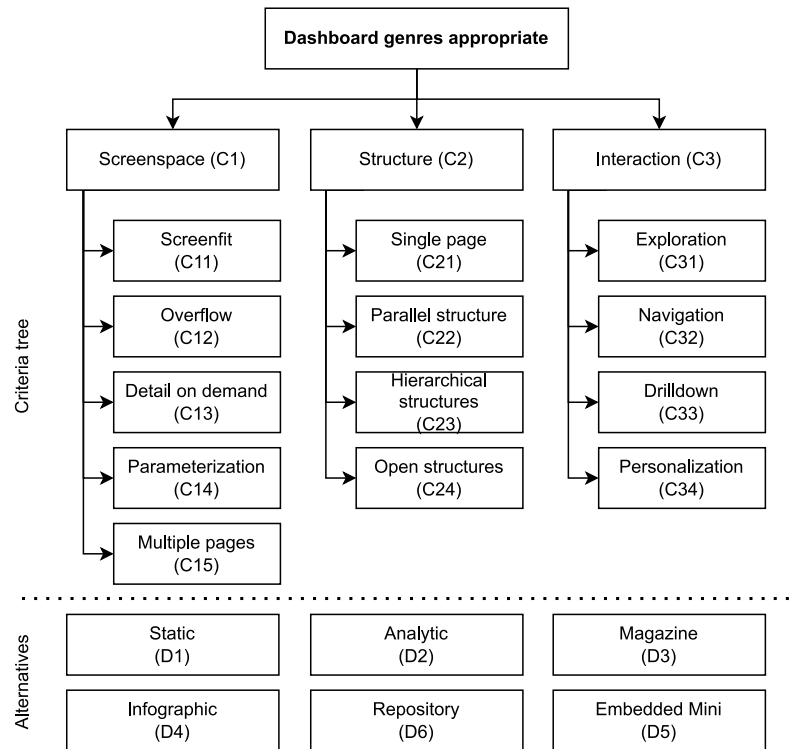 Dashboard genres appropriate
Screenspace (C1)
Structure (C2)
Interaction (C3)
Criteria tree
Screenfit
(C11)
Overflow
(C12)
Detail on demand
(C13)
Parameterization
(C14)
Multiple pages
(C15)
Single page
(C21)
Parallel structure
(C22)
Hierarchical
structures
(C23)
Open structures
(C24)
Exploration
(C31)
Navigation
(C32)
Drilldown
(C33)
Personalization
(C34)
Alternatives
Static
(D1)
Analytic
(D2)
Magazine
(D3)
Infographic
(D4)
Repository
(D6)
Embedded Mini
(D5)